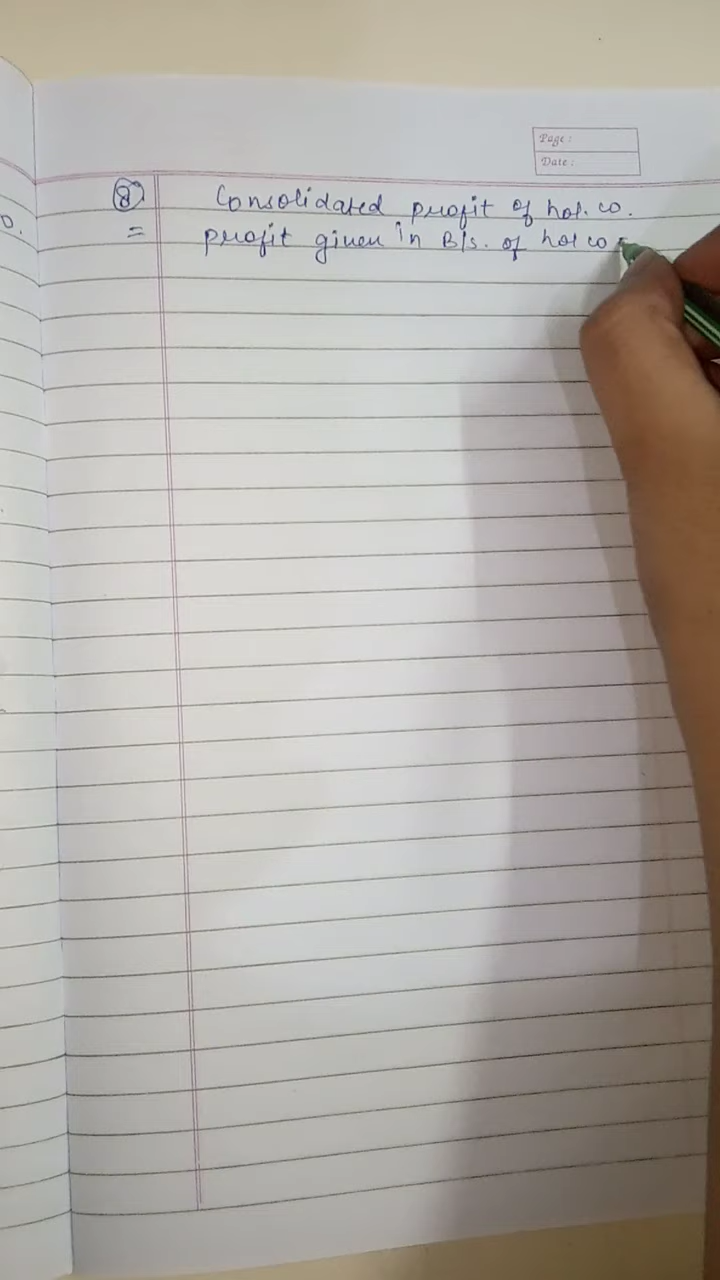 Page :
Date :
⑧ Consolidated profit of hol. co.
= profit given in B/s. of hol co